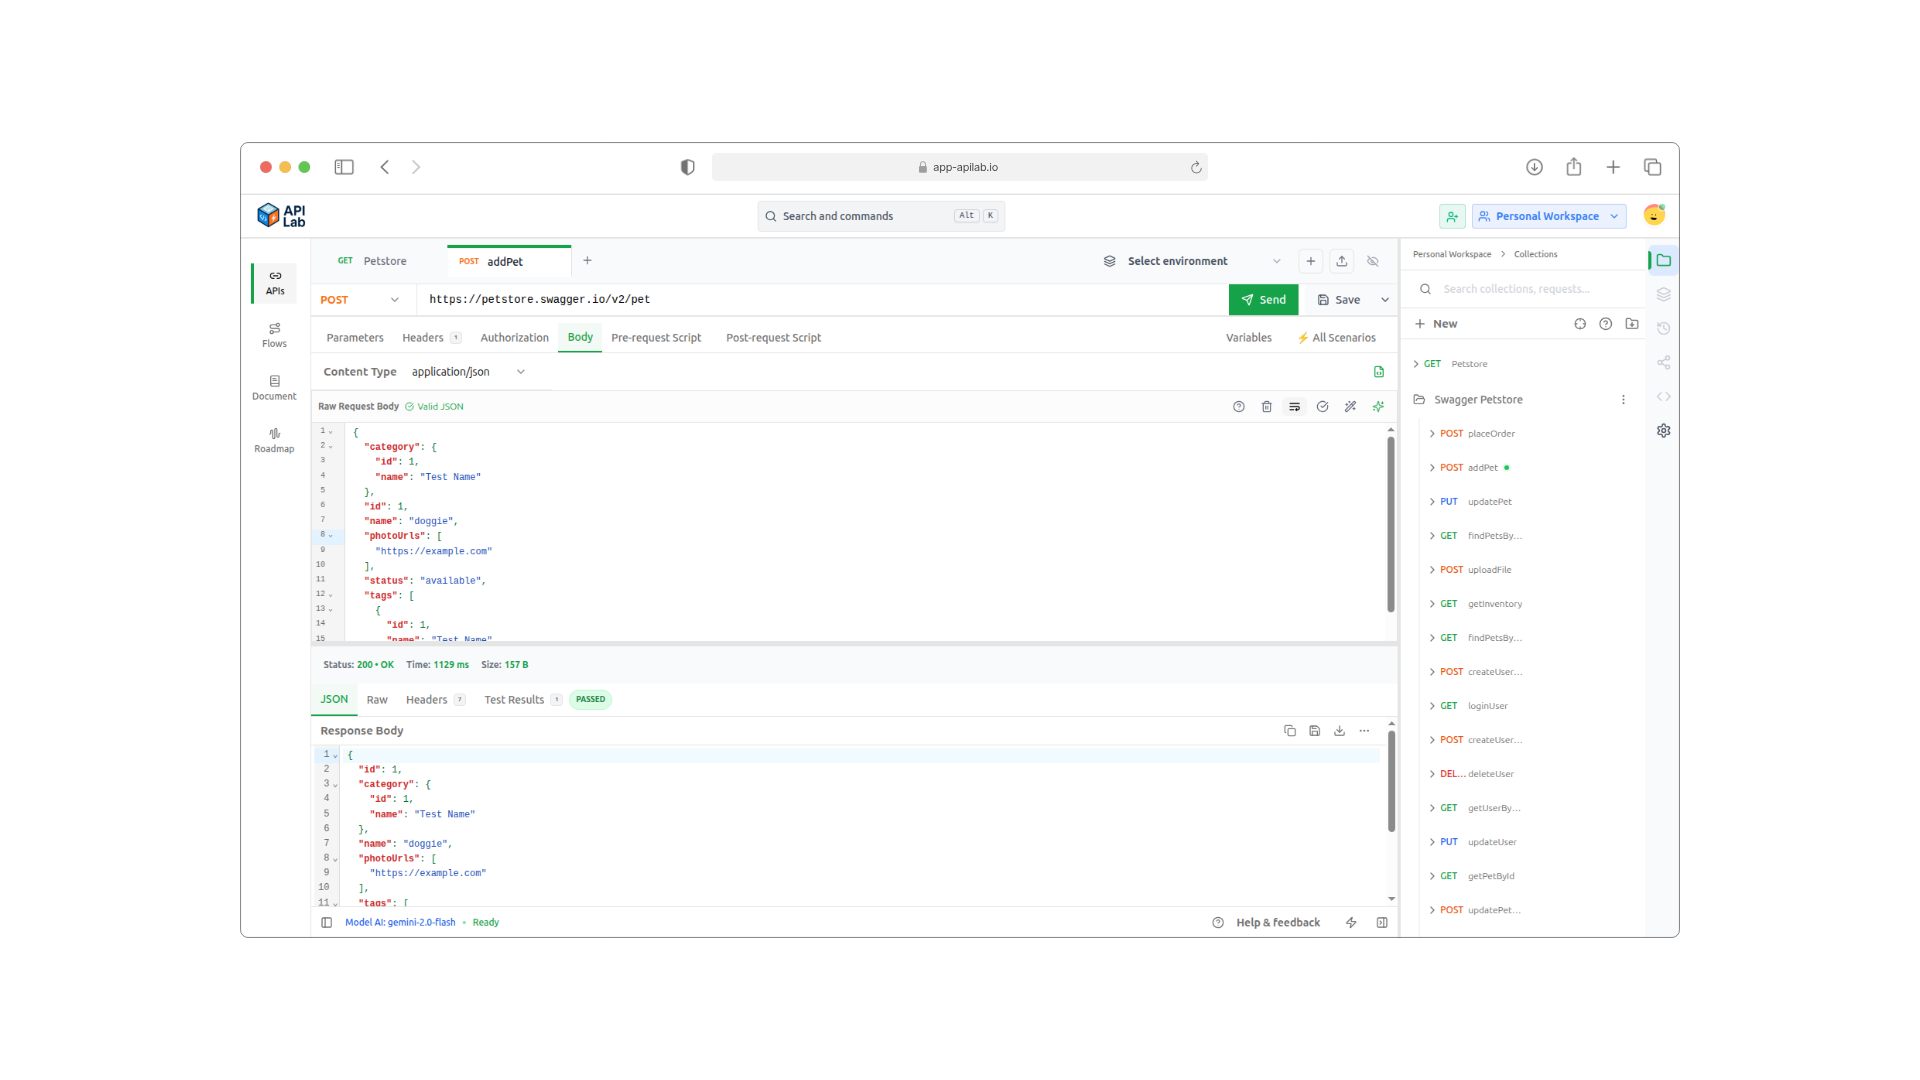 app-apilab.io
API
Lab
Search and commands
Alt
K
Personal Workspace
APIs
Flows
Document
Roadmap
GET Petstore
POST addPet
Select environment
POST
https://petstore.swagger.io/v2/pet
Send
Save
Parameters
Headers 1
Authorization
Body
Pre-request Script
Post-request Script
Variables
⚡ All Scenarios
Content Type application/json
Raw Request Body Valid JSON
1 {
2 "category": {
3 "id": 1,
4 "name": "Test Name"
5 },
6 "id": 1,
7 "name": "doggie",
8 "photoUrls": [
9 "https://example.com"
10 ],
11 "status": "available",
12 "tags": [
13 {
14 "id": 1,
15 "name": "Test Name"
Status: 200 • OK Time: 1129 ms Size: 157 B
JSON
Raw
Headers 7
Test Results 1 PASSED
Response Body
1 {
2 "id": 1,
3 "category": {
4 "id": 1,
5 "name": "Test Name"
6 },
7 "name": "doggie",
8 "photoUrls": [
9 "https://example.com"
10 ],
11 "tags": [
Model AI: gemini-2.0-flash • Ready
Help & feedback
Personal Workspace > Collections
Search collections, requests...
New
GET Petstore
Swagger Petstore
POST placeOrder
POST addPet
PUT updatePet
GET findPetsBy...
POST uploadFile
GET getInventory
GET findPetsBy...
POST createUser...
GET loginUser
POST createUser...
DEL... deleteUser
GET getUserBy...
PUT updateUser
GET getPetById
POST updatePet...